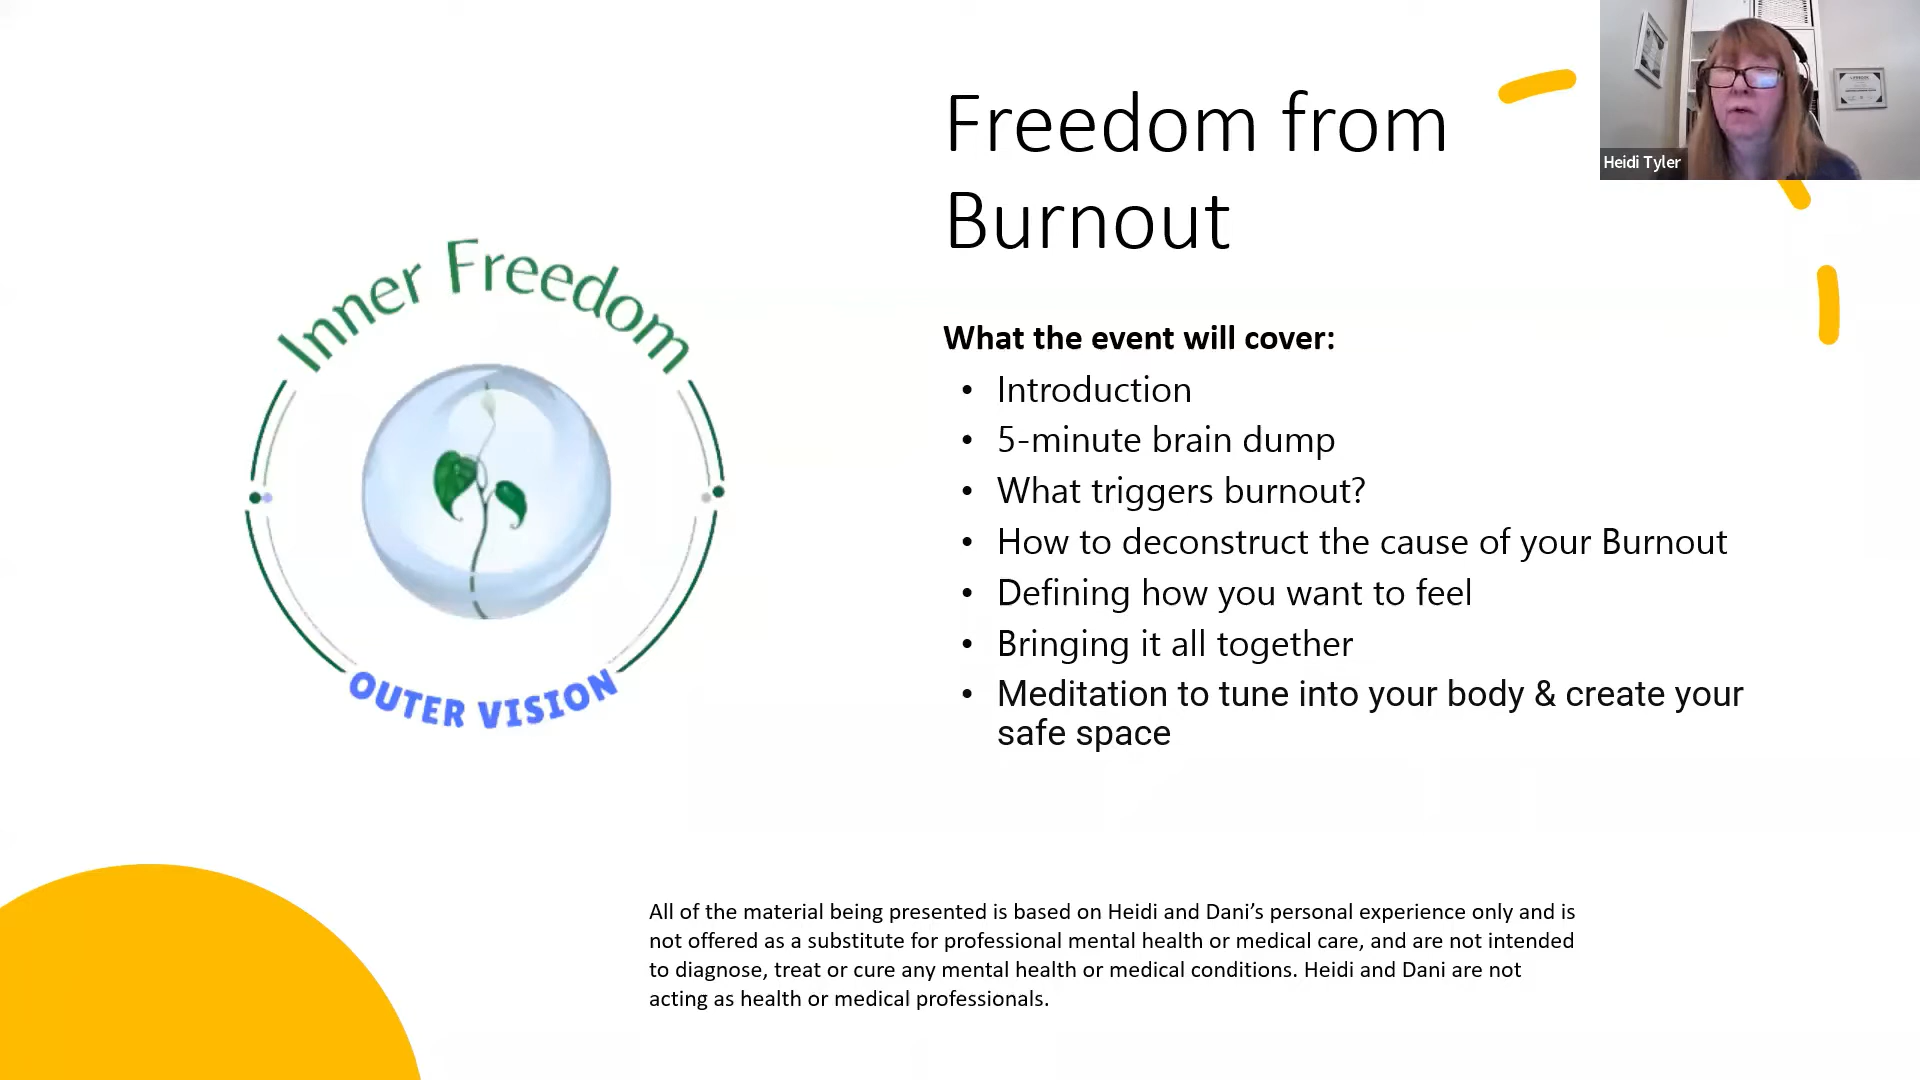 Freedom from
Burnout
Heidi Tyler
Inner Freedom
OUTER VISION
What the event will cover:
• Introduction
• 5-minute brain dump
• What triggers burnout?
• How to deconstruct the cause of your Burnout
• Defining how you want to feel
• Bringing it all together
• Meditation to tune into your body & create your
safe space
All of the material being presented is based on Heidi and Dani’s personal experience only and is
not offered as a substitute for professional mental health or medical care, and are not intended
to diagnose, treat or cure any mental health or medical conditions. Heidi and Dani are not
acting as health or medical professionals.